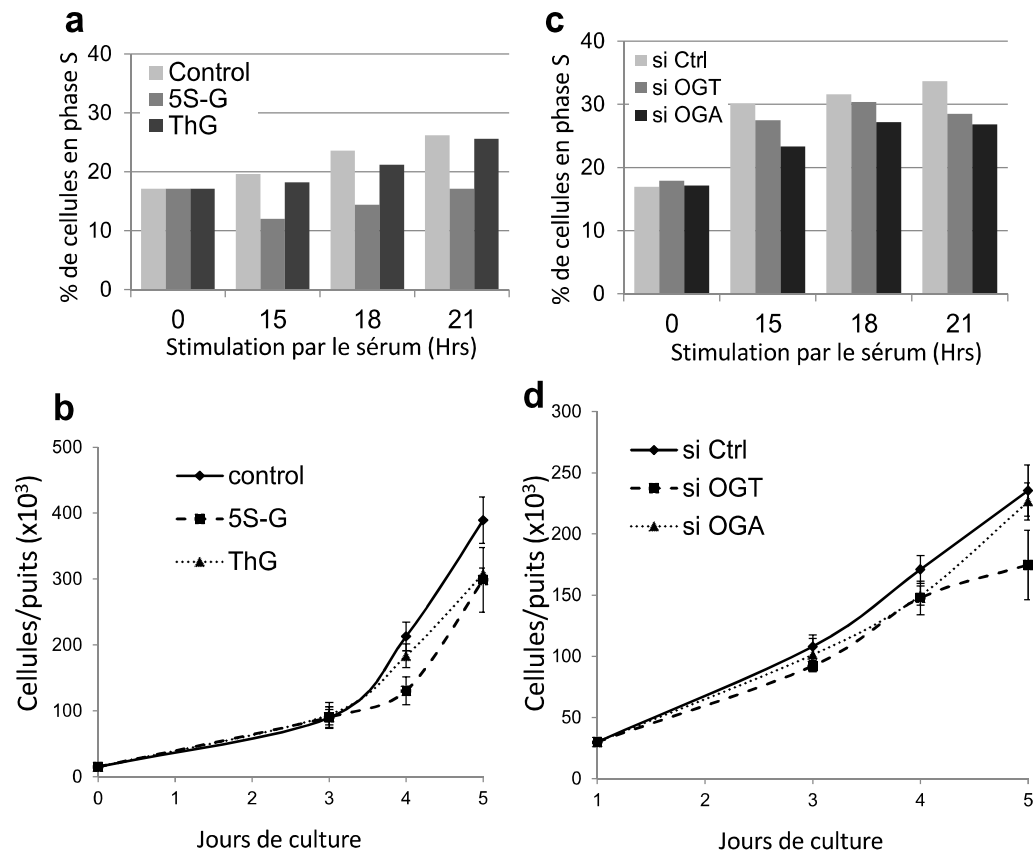 a
% de cellules en phase S
40
30
20
10
0
Control
5S-G
ThG
0 15 18 21
Stimulation par le sérum (Hrs)
c
% de cellules en phase S
40
30
20
10
0
si Ctrl
si OGT
si OGA
0 15 18 21
Stimulation par le sérum (Hrs)
b
Cellules/puits (x10³)
500
400
300
200
100
0
control
5S-G
ThG
0 1 2 3 4 5
Jours de culture
d
Cellules/puits (x10³)
300
250
200
150
100
50
0
si Ctrl
si OGT
si OGA
1 2 3 4 5
Jours de culture